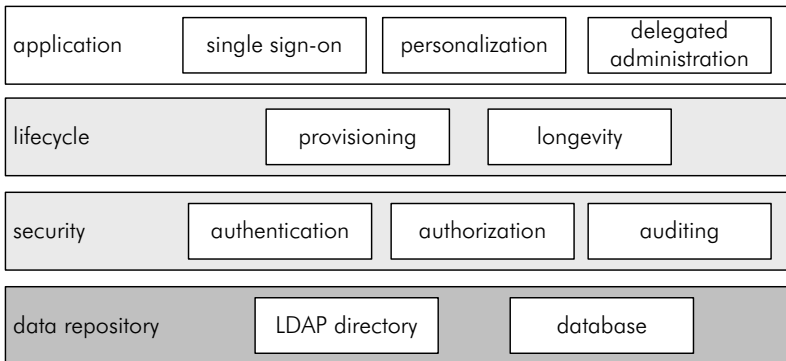 application
single sign-on
personalization
delegated
administration
lifecycle
provisioning
longevity
security
authentication
authorization
auditing
data repository
LDAP directory
database